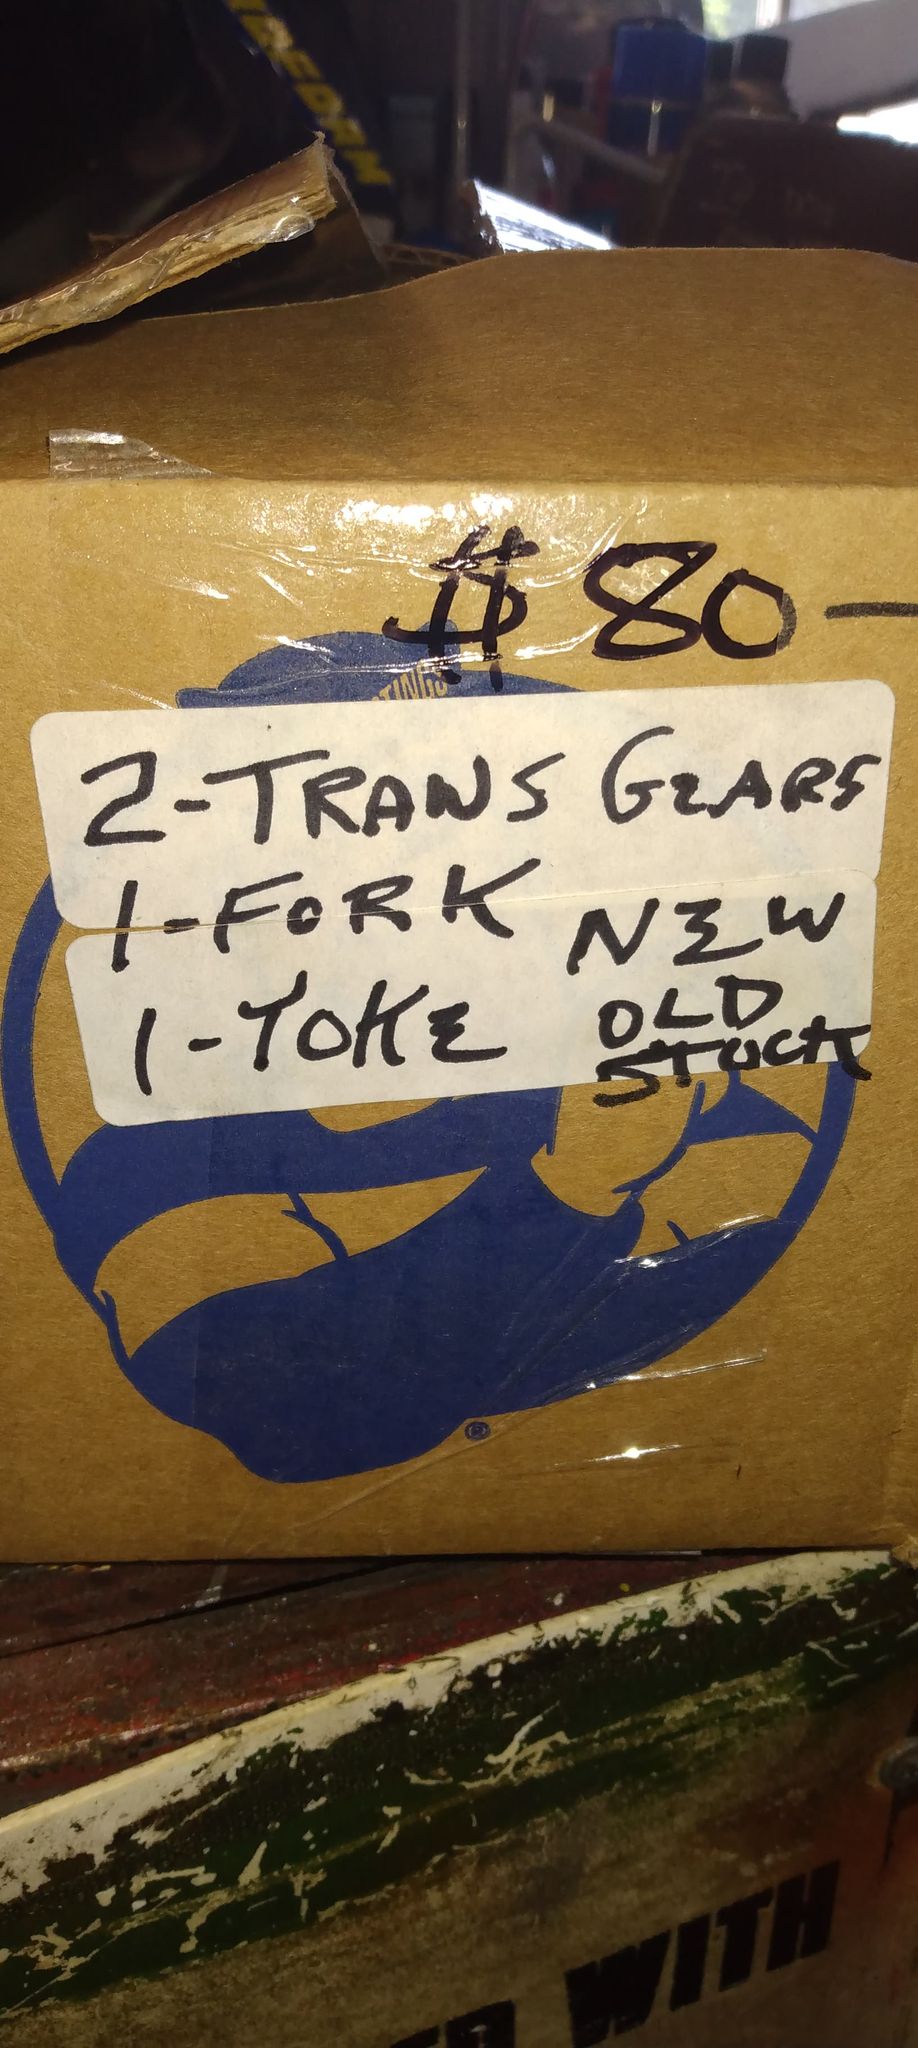 $80-
2-TRANS GEARS
1-FORK NEW
1-YOKE OLD
STOCK
WITH